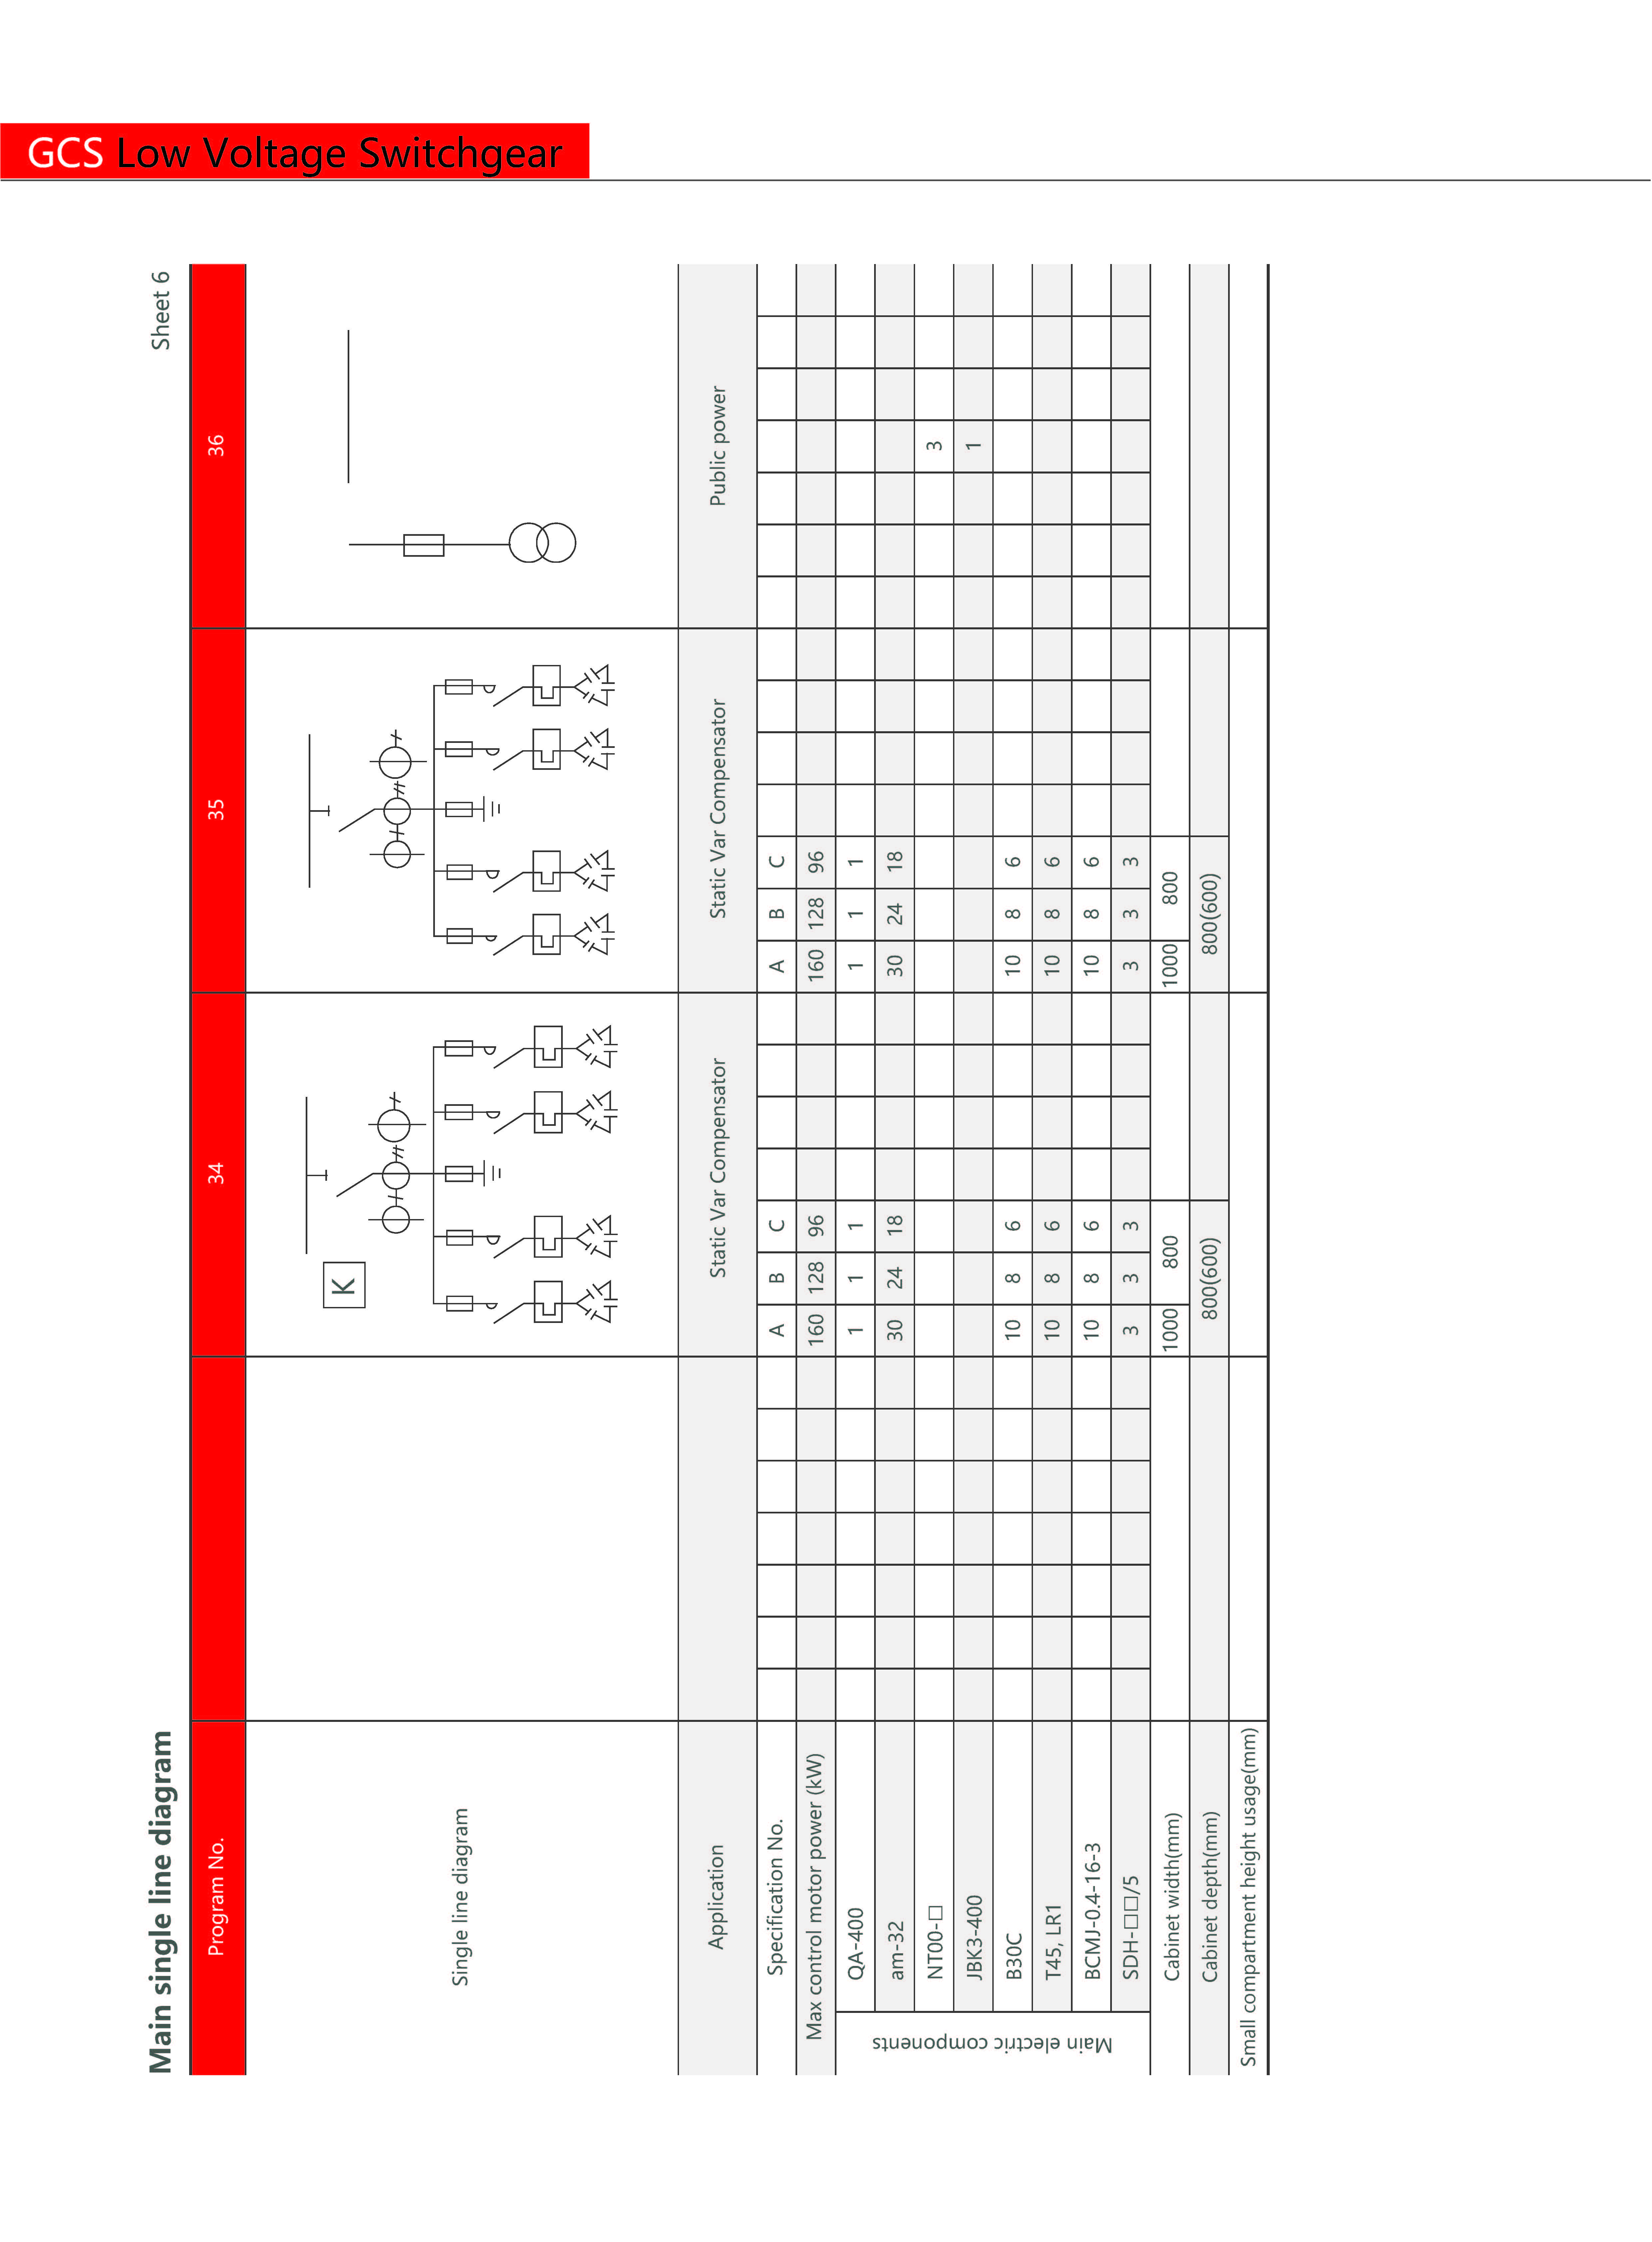 GCS Low Voltage Switchgear
Main single line diagram Sheet 6
Program No. 34 35 36
Single line diagram
K
Application Static Var Compensator Static Var Compensator Public power
Specification No. A B C A B C
Max control motor power (kW) 160 128 96 160 128 96
Main electric components
QA-400 1 1 1 1 1 1
am-32 30 24 18 30 24 18
NT00-□ 3
JBK3-400 1
B30C 10 8 6 10 8 6
T45, LR1 10 8 6 10 8 6
BCMJ-0.4-16-3 10 8 6 10 8 6
SDH-□□/5 3 3 3 3 3 3
Cabinet width(mm) 1000 800 1000 800
Cabinet depth(mm) 800(600) 800(600)
Small compartment height usage(mm)